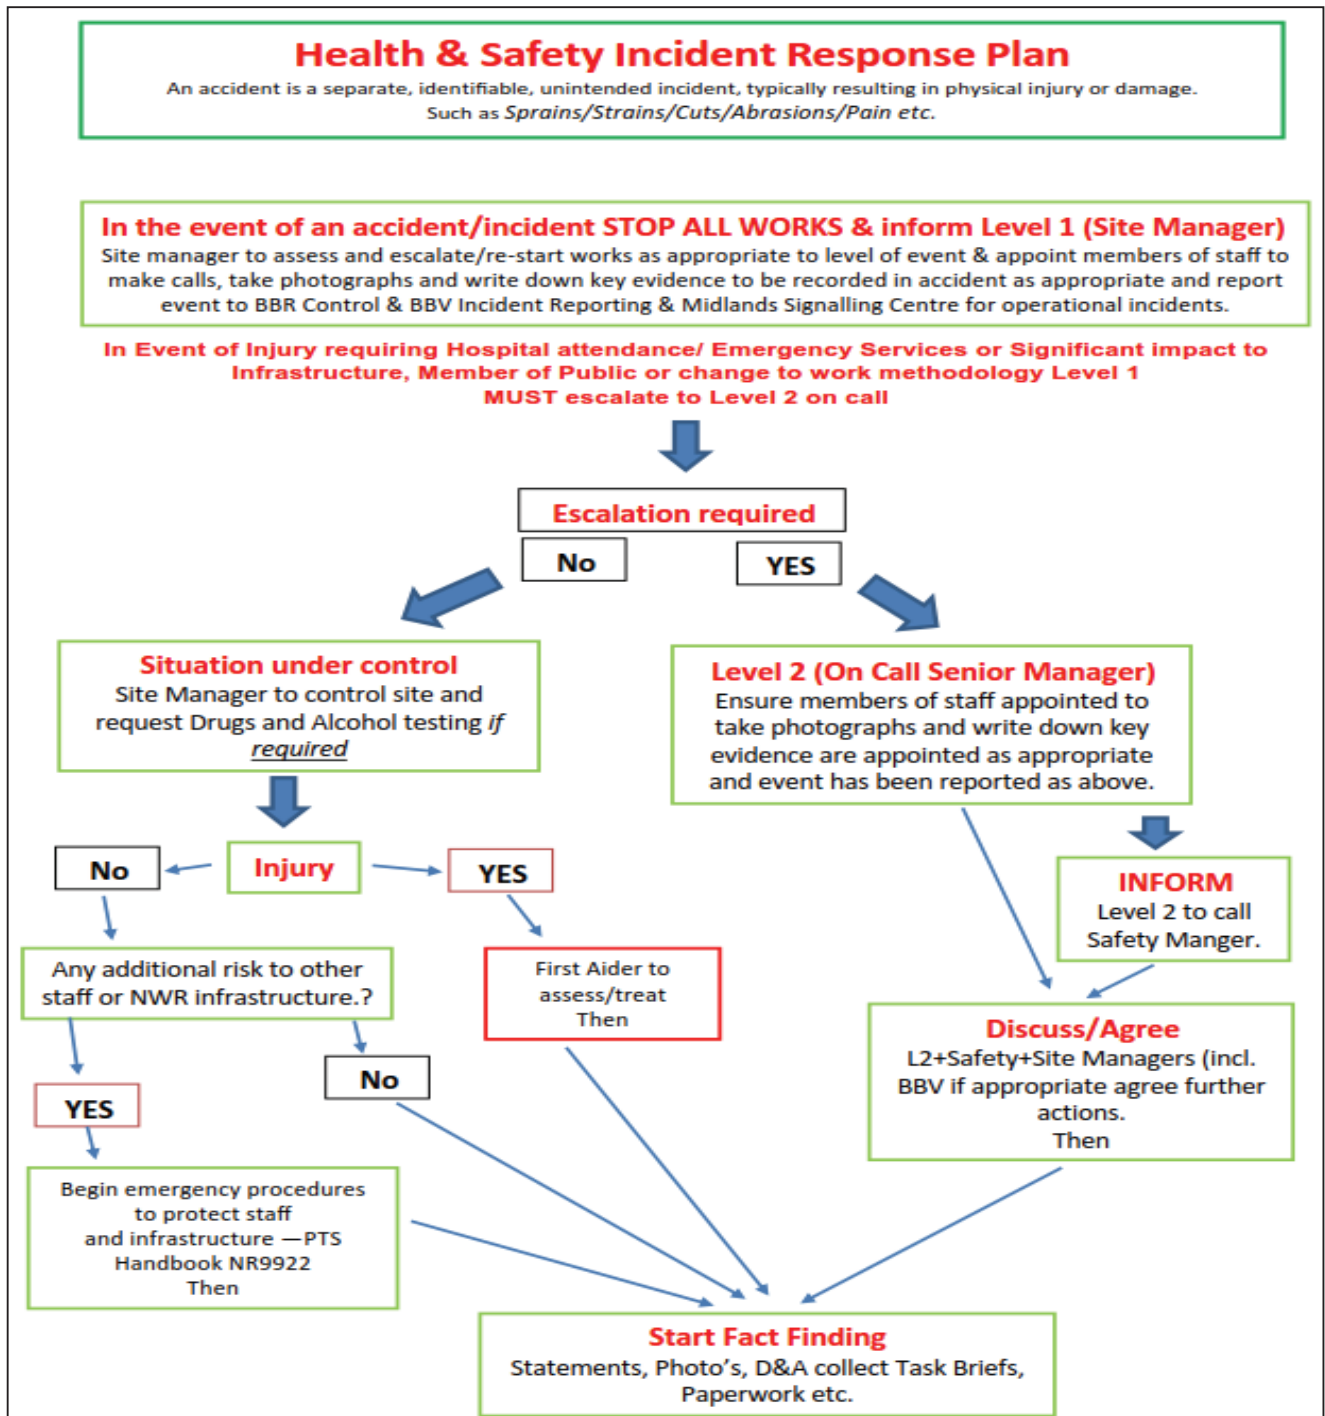 Health & Safety Incident Response Plan
An accident is a separate, identifiable, unintended incident, typically resulting in physical injury or damage.
Such as Sprains/Strains/Cuts/Abrasions/Pain etc.
In the event of an accident/incident STOP ALL WORKS & inform Level 1 (Site Manager)
Site manager to assess and escalate/re-start works as appropriate to level of event & appoint members of staff to
make calls, take photographs and write down key evidence to be recorded in accident as appropriate and report
event to BBR Control & BBV Incident Reporting & Midlands Signalling Centre for operational incidents.
In Event of Injury requiring Hospital attendance/ Emergency Services or Significant impact to
Infrastructure, Member of Public or change to work methodology Level 1
MUST escalate to Level 2 on call
Escalation required
No
YES
Situation under control
Site Manager to control site and
request Drugs and Alcohol testing if
required
Level 2 (On Call Senior Manager)
Ensure members of staff appointed to
take photographs and write down key
evidence are appointed as appropriate
and event has been reported as above.
No
Injury
YES
INFORM
Level 2 to call
Safety Manger.
Any additional risk to other
staff or NWR infrastructure.?
First Aider to
assess/treat
Then
Discuss/Agree
L2+Safety+Site Managers (incl.
BBV if appropriate agree further
actions.
Then
No
YES
Begin emergency procedures
to protect staff
and infrastructure —PTS
Handbook NR9922
Then
Start Fact Finding
Statements, Photo's, D&A collect Task Briefs,
Paperwork etc.